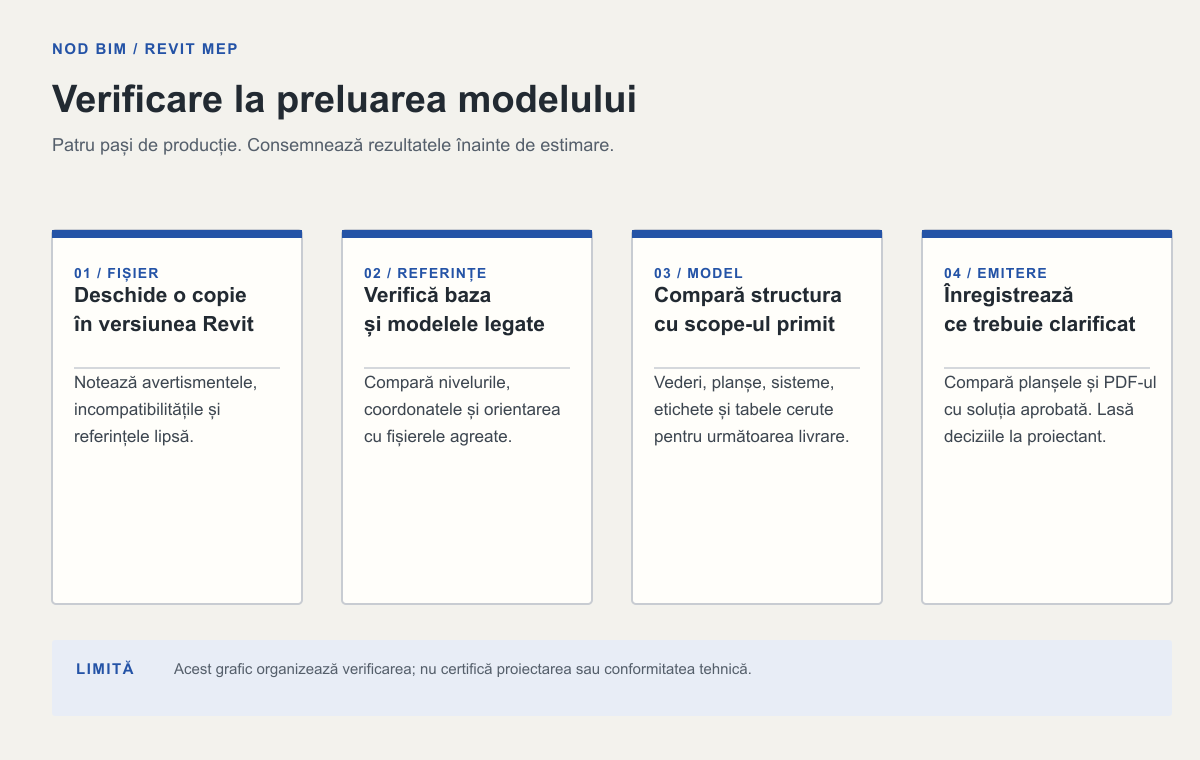 NOD BIM / REVIT MEP
Verificare la preluarea modelului
Patru pași de producție. Consemnează rezultatele înainte de estimare.
01 / FIȘIER
Deschide o copie
în versiunea Revit
Notează avertismentele,
incompatibilitățile și
referințele lipsă.
02 / REFERINȚE
Verifică baza
și modelele legate
Compară nivelurile,
coordonatele și orientarea
cu fișierele agreate.
03 / MODEL
Compară structura
cu scope-ul primit
Vederi, planșe, sisteme,
etichete și tabele cerute
pentru următoarea livrare.
04 / EMITERE
Înregistrează
ce trebuie clarificat
Compară planșele și PDF-ul
cu soluția aprobată. Lasă
deciziile la proiectant.
LIMITĂ
Acest grafic organizează verificarea; nu certifică proiectarea sau conformitatea tehnică.